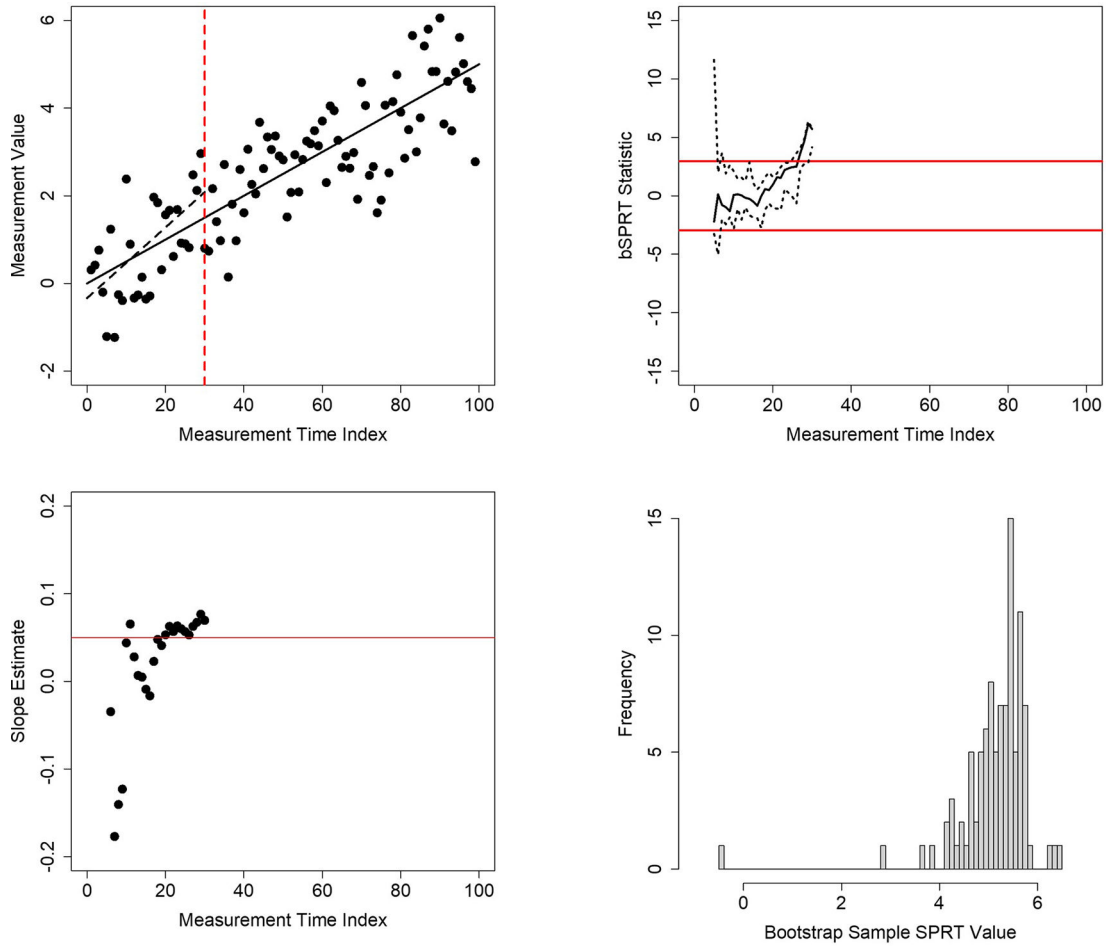 6
4
2
0
-2
Measurement Value
0 20 40 60 80 100
Measurement Time Index
15
10
5
0
-5
-10
-15
bSPRT Statistic
0 20 40 60 80 100
Measurement Time Index
0.2
0.1
0.0
-0.1
-0.2
Slope Estimate
0 20 40 60 80 100
Measurement Time Index
15
10
5
0
Frequency
0 2 4 6
Bootstrap Sample SPRT Value